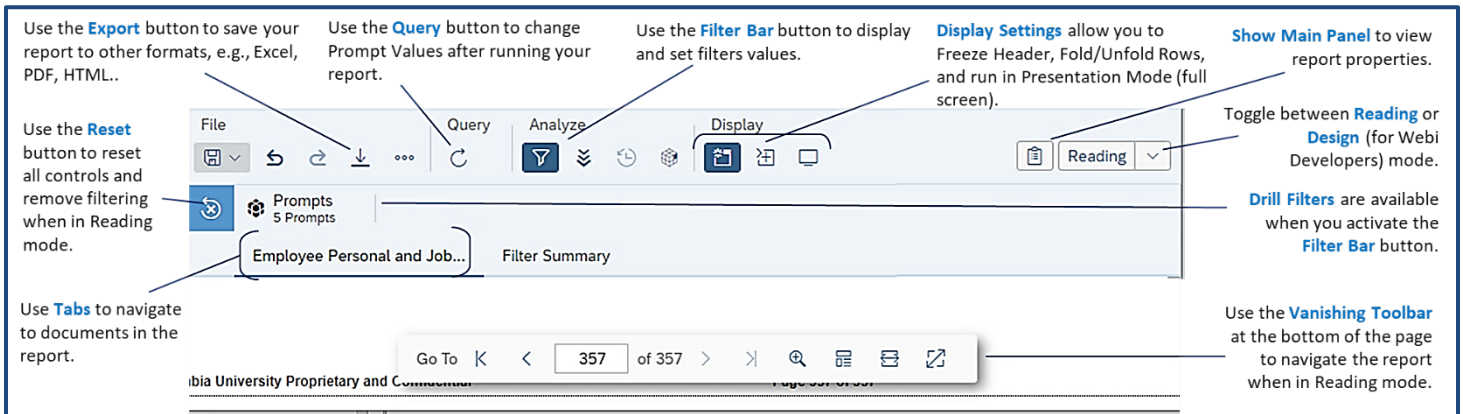 Use the Export button to save your
report to other formats, e.g., Excel,
PDF, HTML..
Use the Query button to change
Prompt Values after running your
report.
Use the Filter Bar button to display
and set filters values.
Display Settings allow you to
Freeze Header, Fold/Unfold Rows,
and run in Presentation Mode (full
screen).
Show Main Panel to view
report properties.
Use the Reset
button to reset
all controls and
remove filtering
when in Reading
mode.
File
Query
Analyze
Display
Reading
Toggle between Reading or
Design (for Webi
Developers) mode.
Prompts
5 Prompts
Drill Filters are available
when you activate the
Filter Bar button.
Employee Personal and Job...
Filter Summary
Use Tabs to navigate
to documents in the
report.
Go To 357 of 357
Use the Vanishing Toolbar
at the bottom of the page
to navigate the report
when in Reading mode.
University Proprietary and